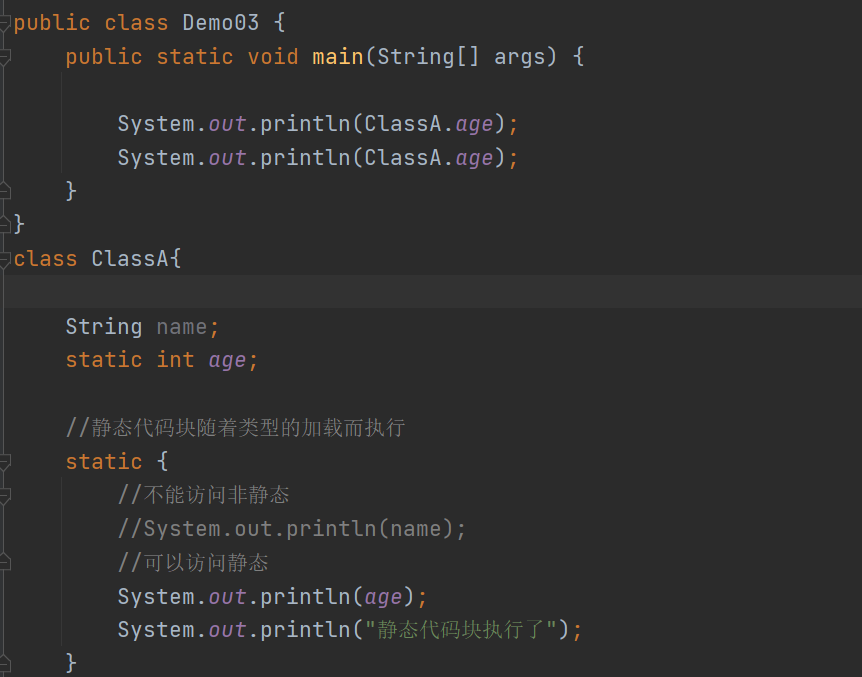 public class Demo03 {
    public static void main(String[] args) {
        System.out.println(ClassA.age);
        System.out.println(ClassA.age);
    }
}
class ClassA{
    String name;
    static int age;
    //静态代码块随着类型的加载而执行
    static {
        //不能访问非静态
        //System.out.println(name);
        //可以访问静态
        System.out.println(age);
        System.out.println("静态代码块执行了");
    }